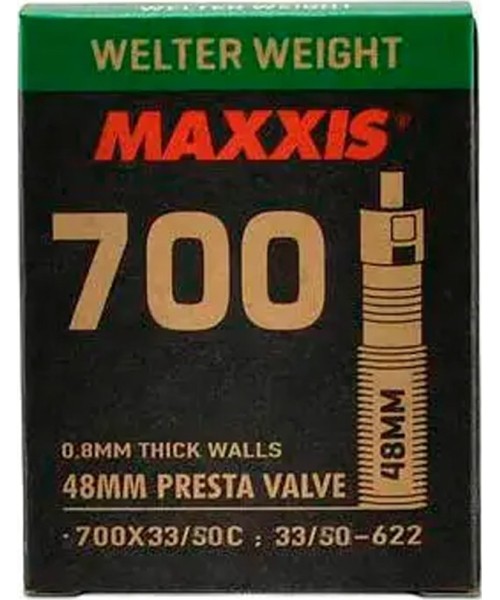 WELTER WEIGHT
MAXXIS®
700
48MM
0.8MM THICK WALLS
48MM PRESTA VALVE
·700X33/50C : 33/50-622